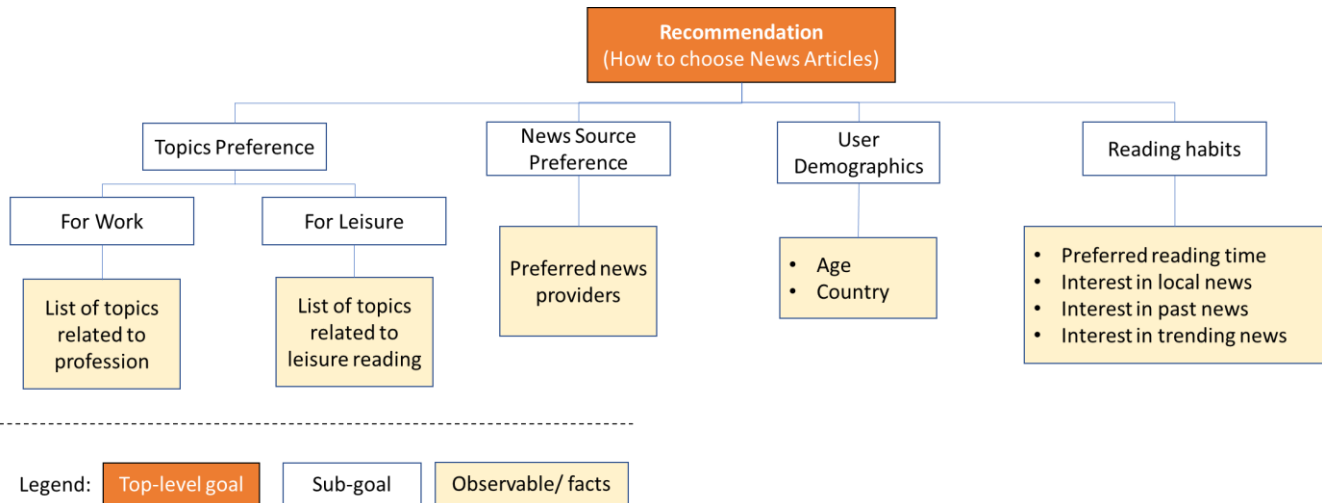 Recommendation
(How to choose News Articles)
Topics Preference
News Source
Preference
User
Demographics
Reading habits
For Work
For Leisure
List of topics
related to
profession
List of topics
related to
leisure reading
Preferred news
providers
• Age
• Country
• Preferred reading time
• Interest in local news
• Interest in past news
• Interest in trending news
Legend:
Top-level goal
Sub-goal
Observable/ facts